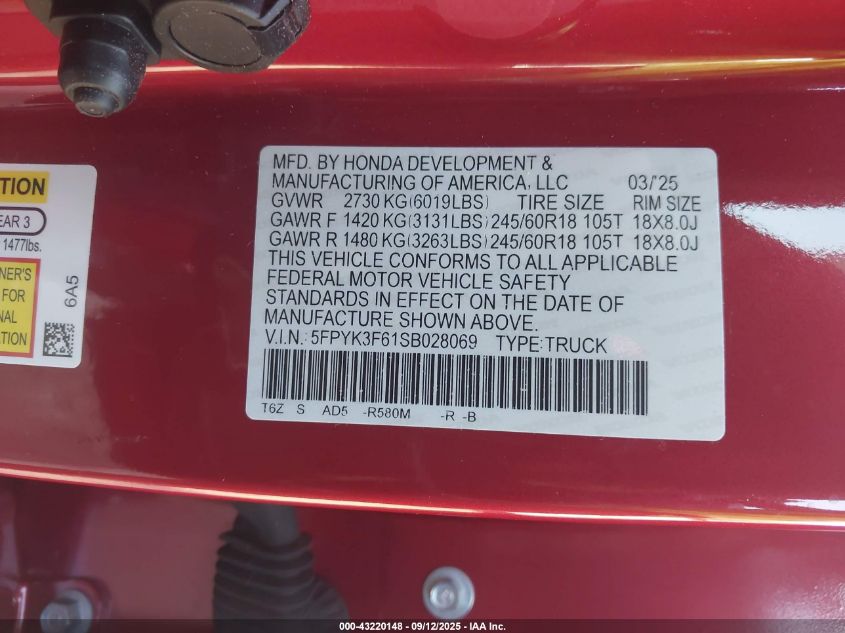 TION
EAR 3
1477lbs.
NER'S
FOR
NAL
ATION
6A5
MFD. BY HONDA DEVELOPMENT &
MANUFACTURING OF AMERICA, LLC 03/'25
GVWR 2730 KG(6019LBS) TIRE SIZE RIM SIZE
GAWR F 1420 KG(3131LBS) 245/60R18 105T 18X8.0J
GAWR R 1480 KG(3263LBS) 245/60R18 105T 18X8.0J
THIS VEHICLE CONFORMS TO ALL APPLICABLE
FEDERAL MOTOR VEHICLE SAFETY
STANDARDS IN EFFECT ON THE DATE OF
MANUFACTURE SHOWN ABOVE.
V.I.N.: 5FPYK3F61SB028069 TYPE:TRUCK
T6Z S AD5 -R580M -R -B
000-43220148 - 09/12/2025 - IAA Inc.